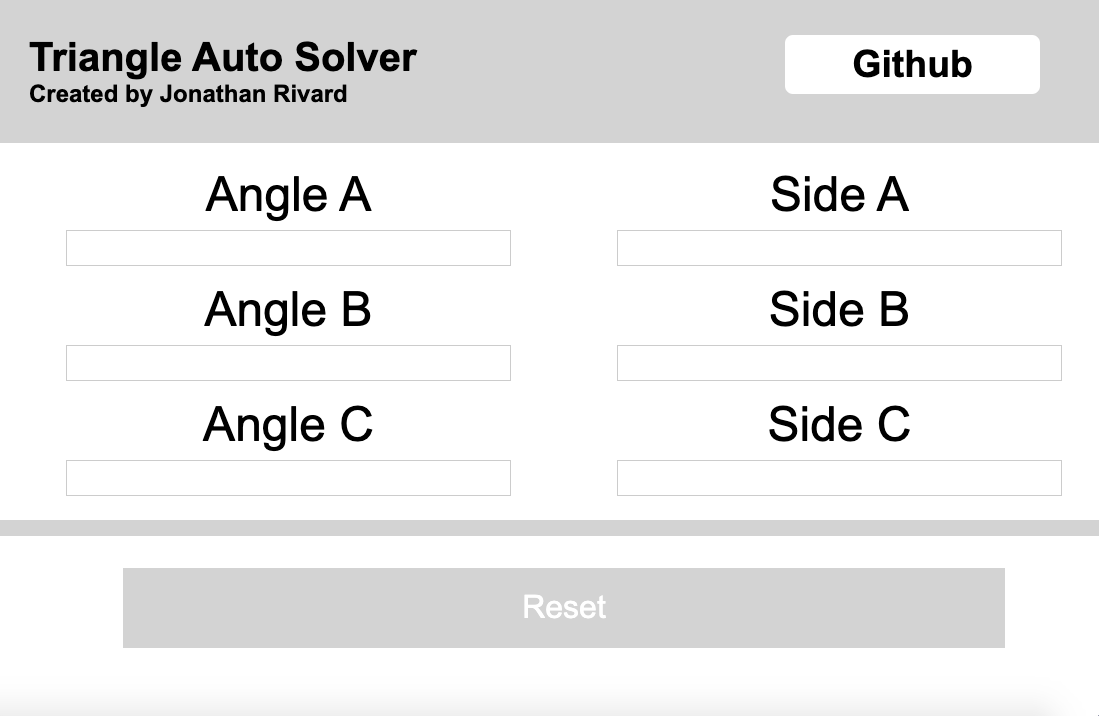 Triangle Auto Solver
Created by Jonathan Rivard
Github
Angle A
Side A
Angle B
Side B
Angle C
Side C
Reset